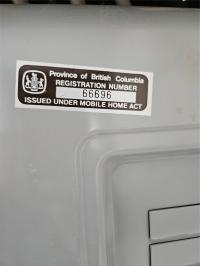 Province of British Columbia
REGISTRATION NUMBER
66696
ISSUED UNDER MOBILE HOME ACT